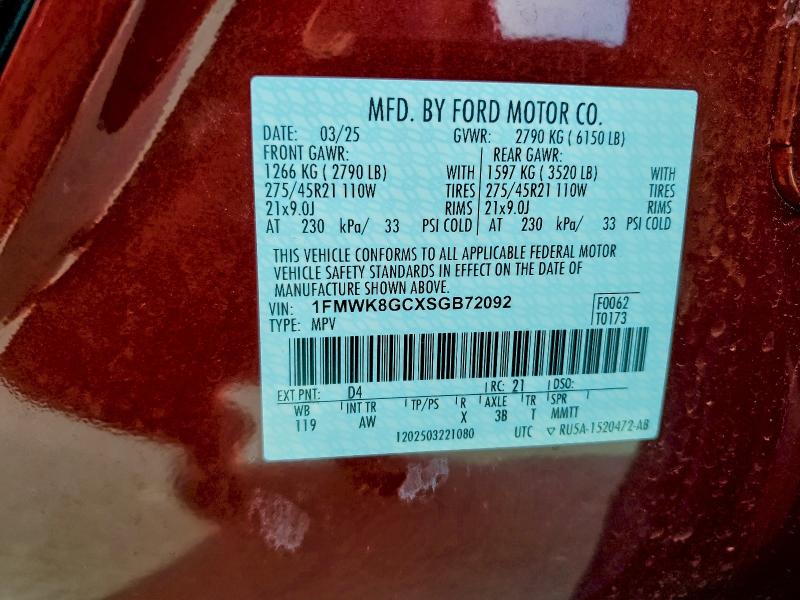 MFD. BY FORD MOTOR CO.
DATE: 03/25 GVWR: 2790 KG ( 6150 LB)
FRONT GAWR: REAR GAWR:
1266 KG ( 2790 LB) WITH 1597 KG ( 3520 LB) WITH
275/45R21 110W TIRES 275/45R21 110W TIRES
21x9.0J RIMS 21x9.0J RIMS
AT 230 kPa/ 33 PSI COLD AT 230 kPa/ 33 PSI COLD
THIS VEHICLE CONFORMS TO ALL APPLICABLE FEDERAL MOTOR
VEHICLE SAFETY STANDARDS IN EFFECT ON THE DATE OF
MANUFACTURE SHOWN ABOVE.
VIN: 1FMWK8GCXSGB72092 F0062
TYPE: MPV T0173
EXT PNT: D4 RC: 21 DSO:
WB INT TR TP/PS R AXLE TR SPR
119 AW X 3B T MMTT
1202503221080 UTC ▽ RU5A-1520472-AB